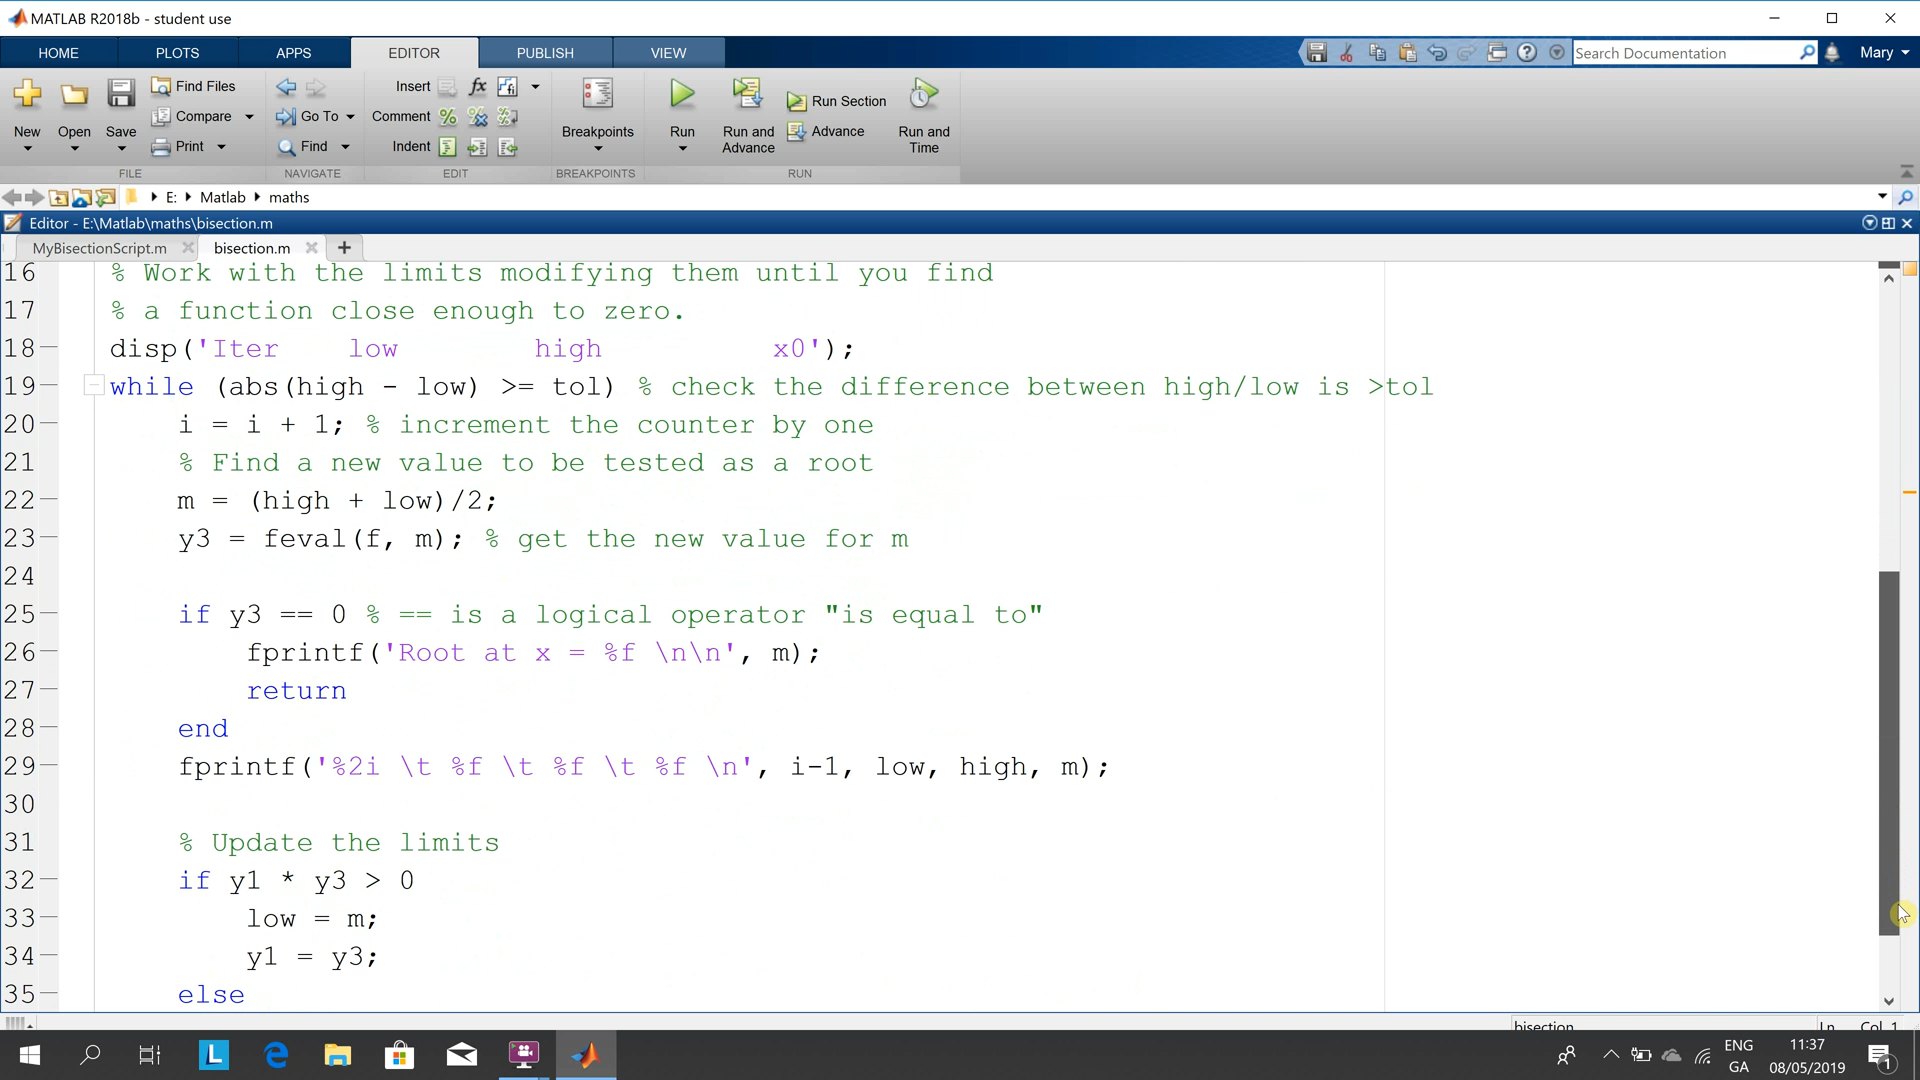 MATLAB R2018b - student use
HOME PLOTS APPS EDITOR PUBLISH VIEW
Search Documentation
Mary
New
Open
Save
Find Files
Compare
Print
Go To
Find
Insert
fx
Comment
Indent
Breakpoints
Run
Run and Advance
Run Section
Advance
Run and Time
FILE NAVIGATE EDIT BREAKPOINTS RUN
E: Matlab maths
Editor - E:\Matlab\maths\bisection.m
MyBisectionScript.m bisection.m
16 % Work with the limits modifying them until you find
17 % a function close enough to zero.
18 disp('Iter    low        high          x0');
19 while (abs(high - low) >= tol) % check the difference between high/low is >tol
20     i = i + 1; % increment the counter by one
21     % Find a new value to be tested as a root
22     m = (high + low)/2;
23     y3 = feval(f, m); % get the new value for m
24
25     if y3 == 0 % == is a logical operator "is equal to"
26         fprintf('Root at x = %f \n\n', m);
27         return
28     end
29     fprintf('%2i \t %f \t %f \t %f \n', i-1, low, high, m);
30
31     % Update the limits
32     if y1 * y3 > 0
33         low = m;
34         y1 = y3;
35     else
bisection Ln Col 1
ENG
GA
11:37
08/05/2019
1